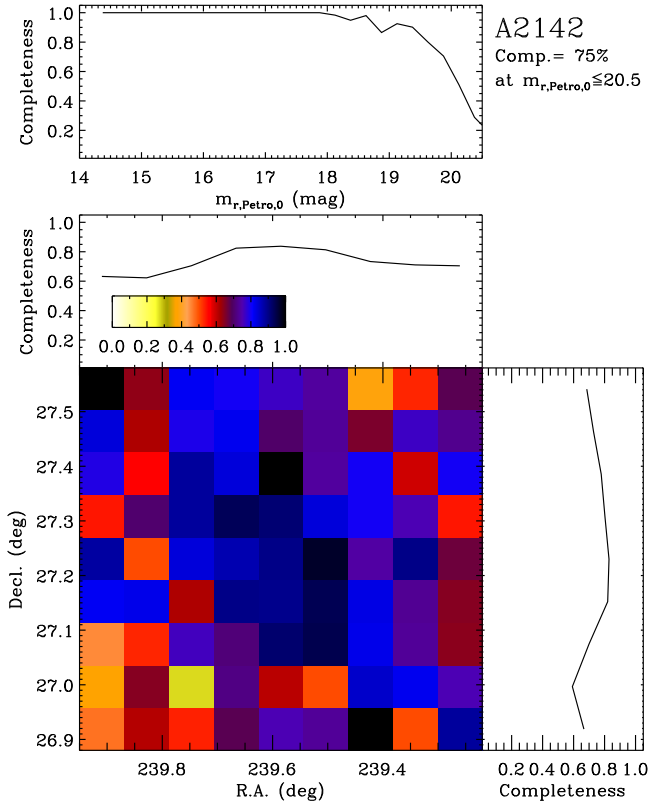 A2142
Comp.= 75%
at m_r,Petro,0≤20.5
Completeness
1.0
0.8
0.6
0.4
0.2
14 15 16 17 18 19 20
m_r,Petro,0 (mag)
Completeness
1.0
0.8
0.6
0.4
0.2
0.0 0.2 0.4 0.6 0.8 1.0
Decl. (deg)
27.5
27.4
27.3
27.2
27.1
27.0
26.9
239.8 239.6 239.4
R.A. (deg)
0.2 0.4 0.6 0.8 1.0
Completeness